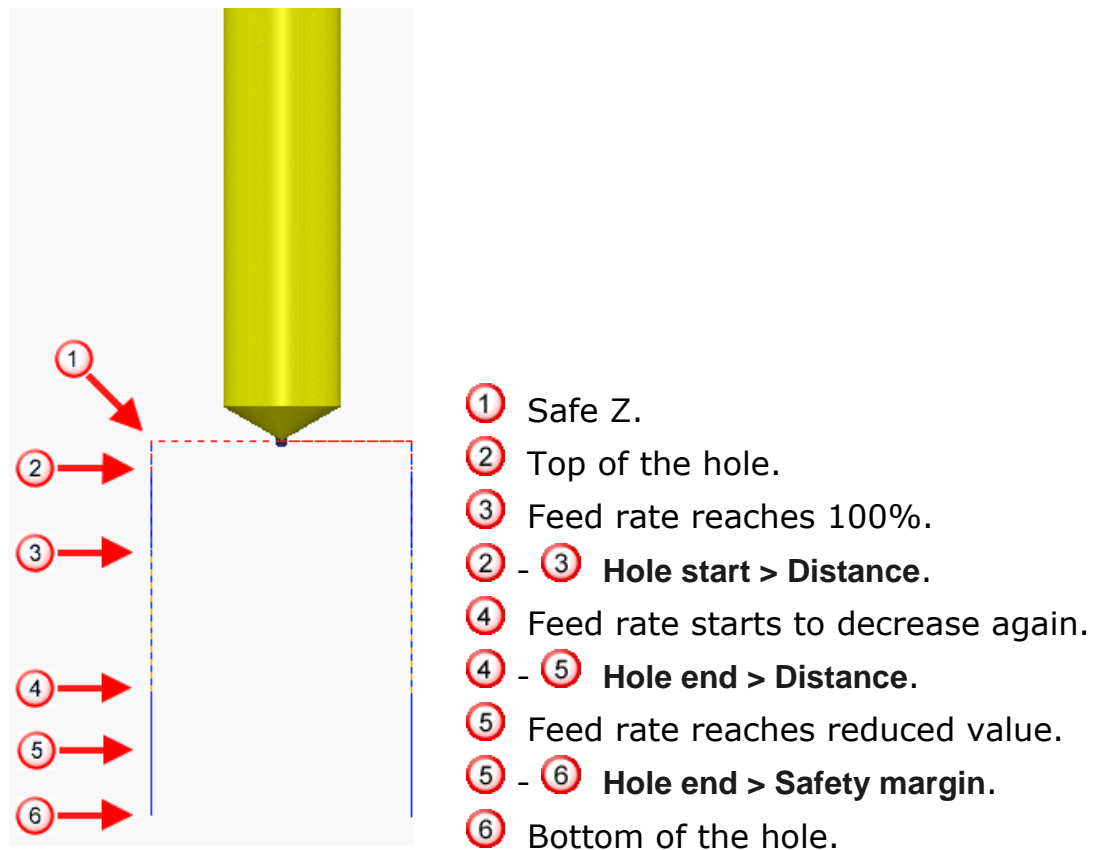 1
2
3
4
5
6
1 Safe Z.
2 Top of the hole.
3 Feed rate reaches 100%.
2 - 3 Hole start > Distance.
4 Feed rate starts to decrease again.
4 - 5 Hole end > Distance.
5 Feed rate reaches reduced value.
5 - 6 Hole end > Safety margin.
6 Bottom of the hole.